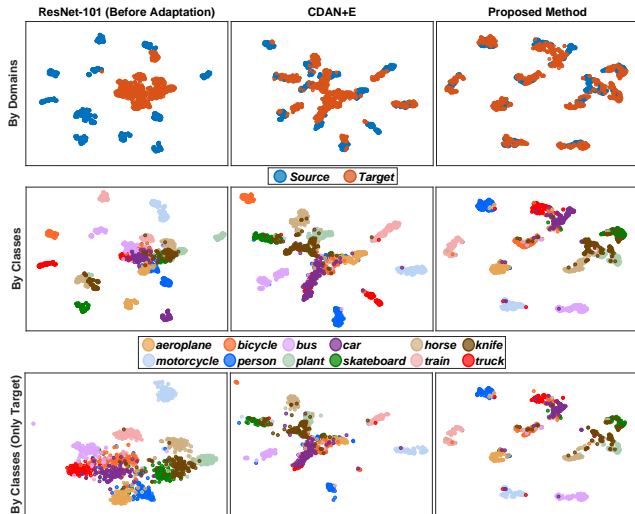 ResNet-101 (Before Adaptation) CDAN+E Proposed Method
By Domains
Source Target
By Classes
aeroplane bicycle bus car horse knife
motorcycle person plant skateboard train truck
By Classes (Only Target)